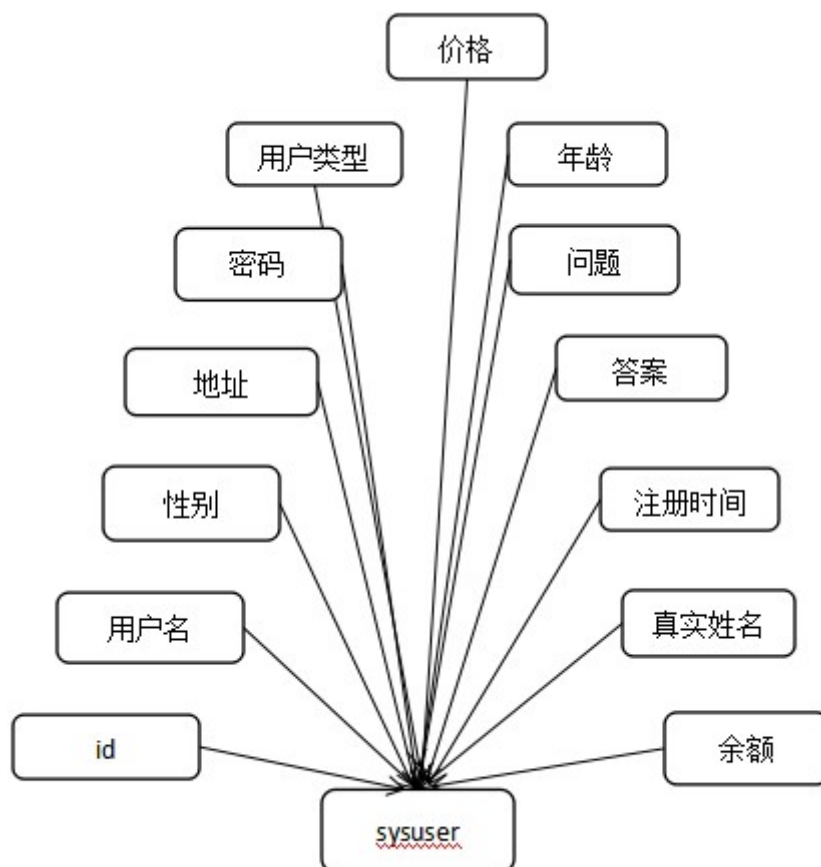 价格
用户类型
年龄
密码
问题
地址
答案
性别
注册时间
用户名
真实姓名
id
余额
sysuser